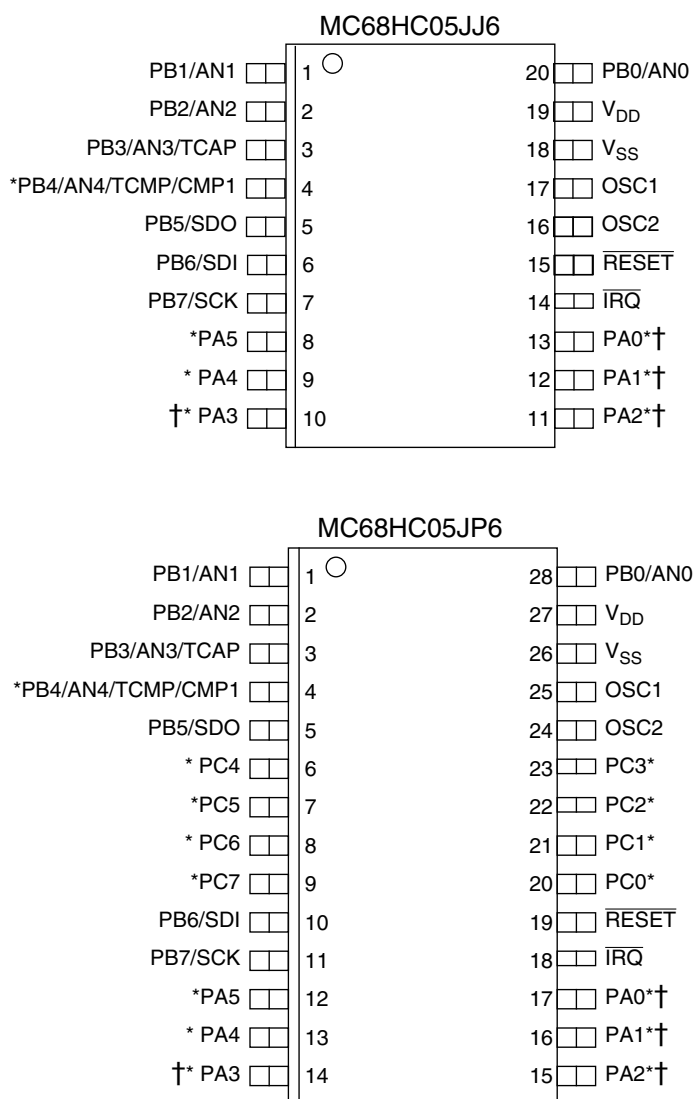 MC68HC05JJ6
PB1/AN1 1 20 PB0/AN0
PB2/AN2 2 19 VDD
PB3/AN3/TCAP 3 18 VSS
*PB4/AN4/TCMP/CMP1 4 17 OSC1
PB5/SDO 5 16 OSC2
PB6/SDI 6 15 RESET
PB7/SCK 7 14 IRQ
*PA5 8 13 PA0*†
* PA4 9 12 PA1*†
†* PA3 10 11 PA2*†
MC68HC05JP6
PB1/AN1 1 28 PB0/AN0
PB2/AN2 2 27 VDD
PB3/AN3/TCAP 3 26 VSS
*PB4/AN4/TCMP/CMP1 4 25 OSC1
PB5/SDO 5 24 OSC2
* PC4 6 23 PC3*
*PC5 7 22 PC2*
* PC6 8 21 PC1*
*PC7 9 20 PC0*
PB6/SDI 10 19 RESET
PB7/SCK 11 18 IRQ
*PA5 12 17 PA0*†
* PA4 13 16 PA1*†
†* PA3 14 15 PA2*†